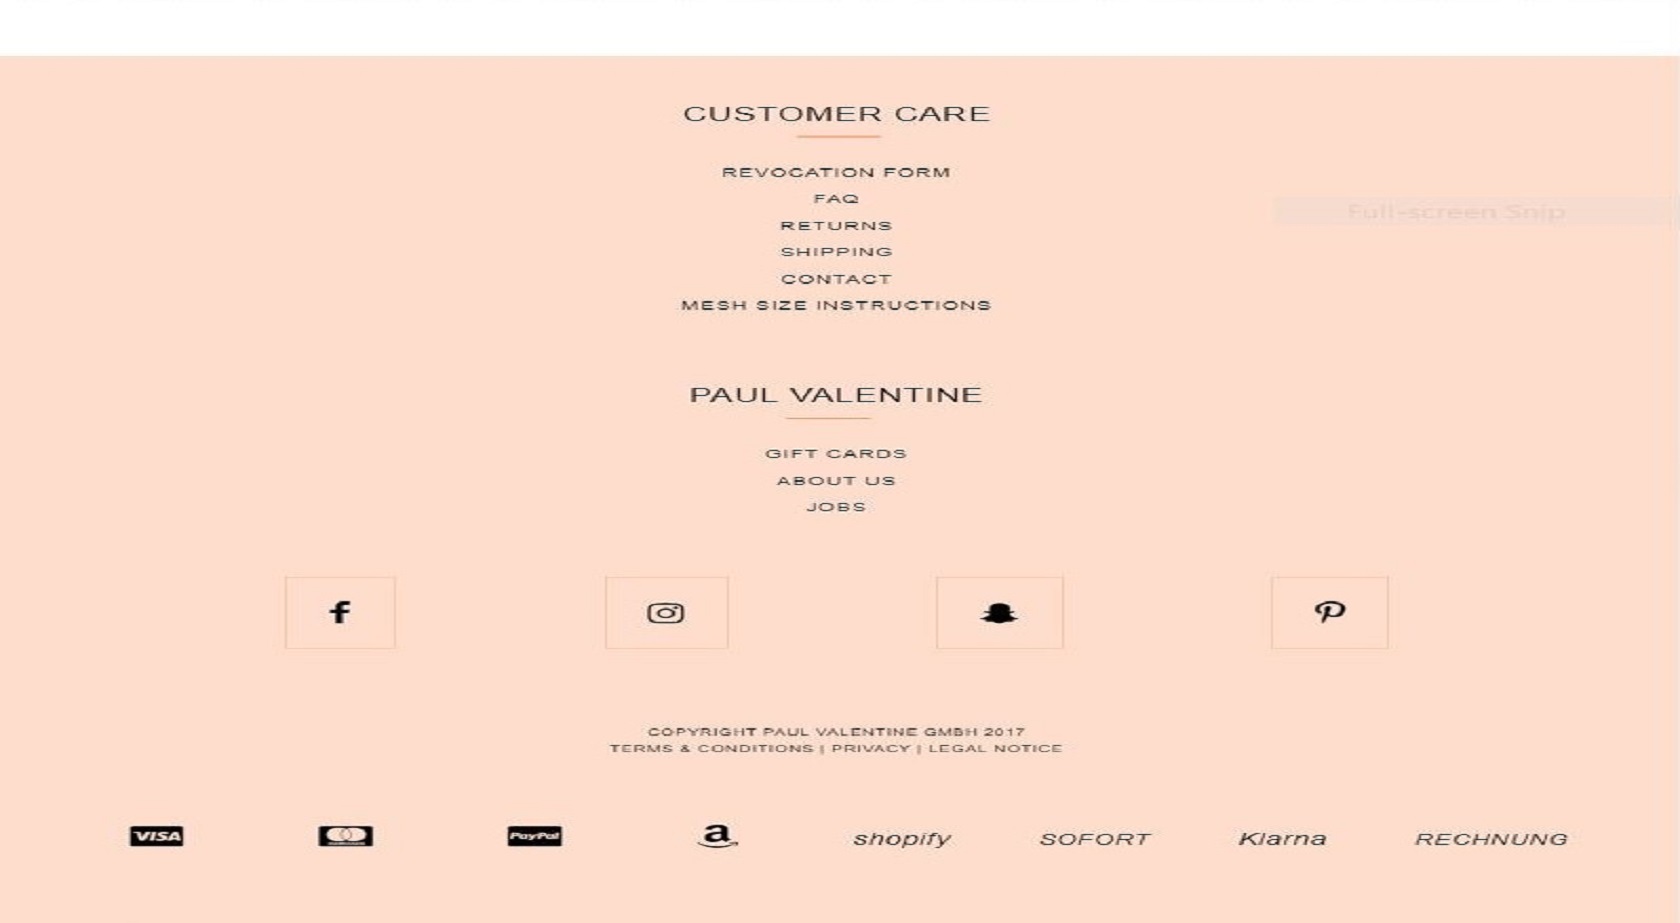 CUSTOMER CARE
REVOCATION FORM
FAQ
RETURNS
SHIPPING
CONTACT
MESH SIZE INSTRUCTIONS
Full-screen Snip
PAUL VALENTINE
GIFT CARDS
ABOUT US
JOBS
COPYRIGHT PAUL VALENTINE GMBH 2017
TERMS & CONDITIONS | PRIVACY | LEGAL NOTICE
VISA PayPal a shopify SOFORT Klarna RECHNUNG